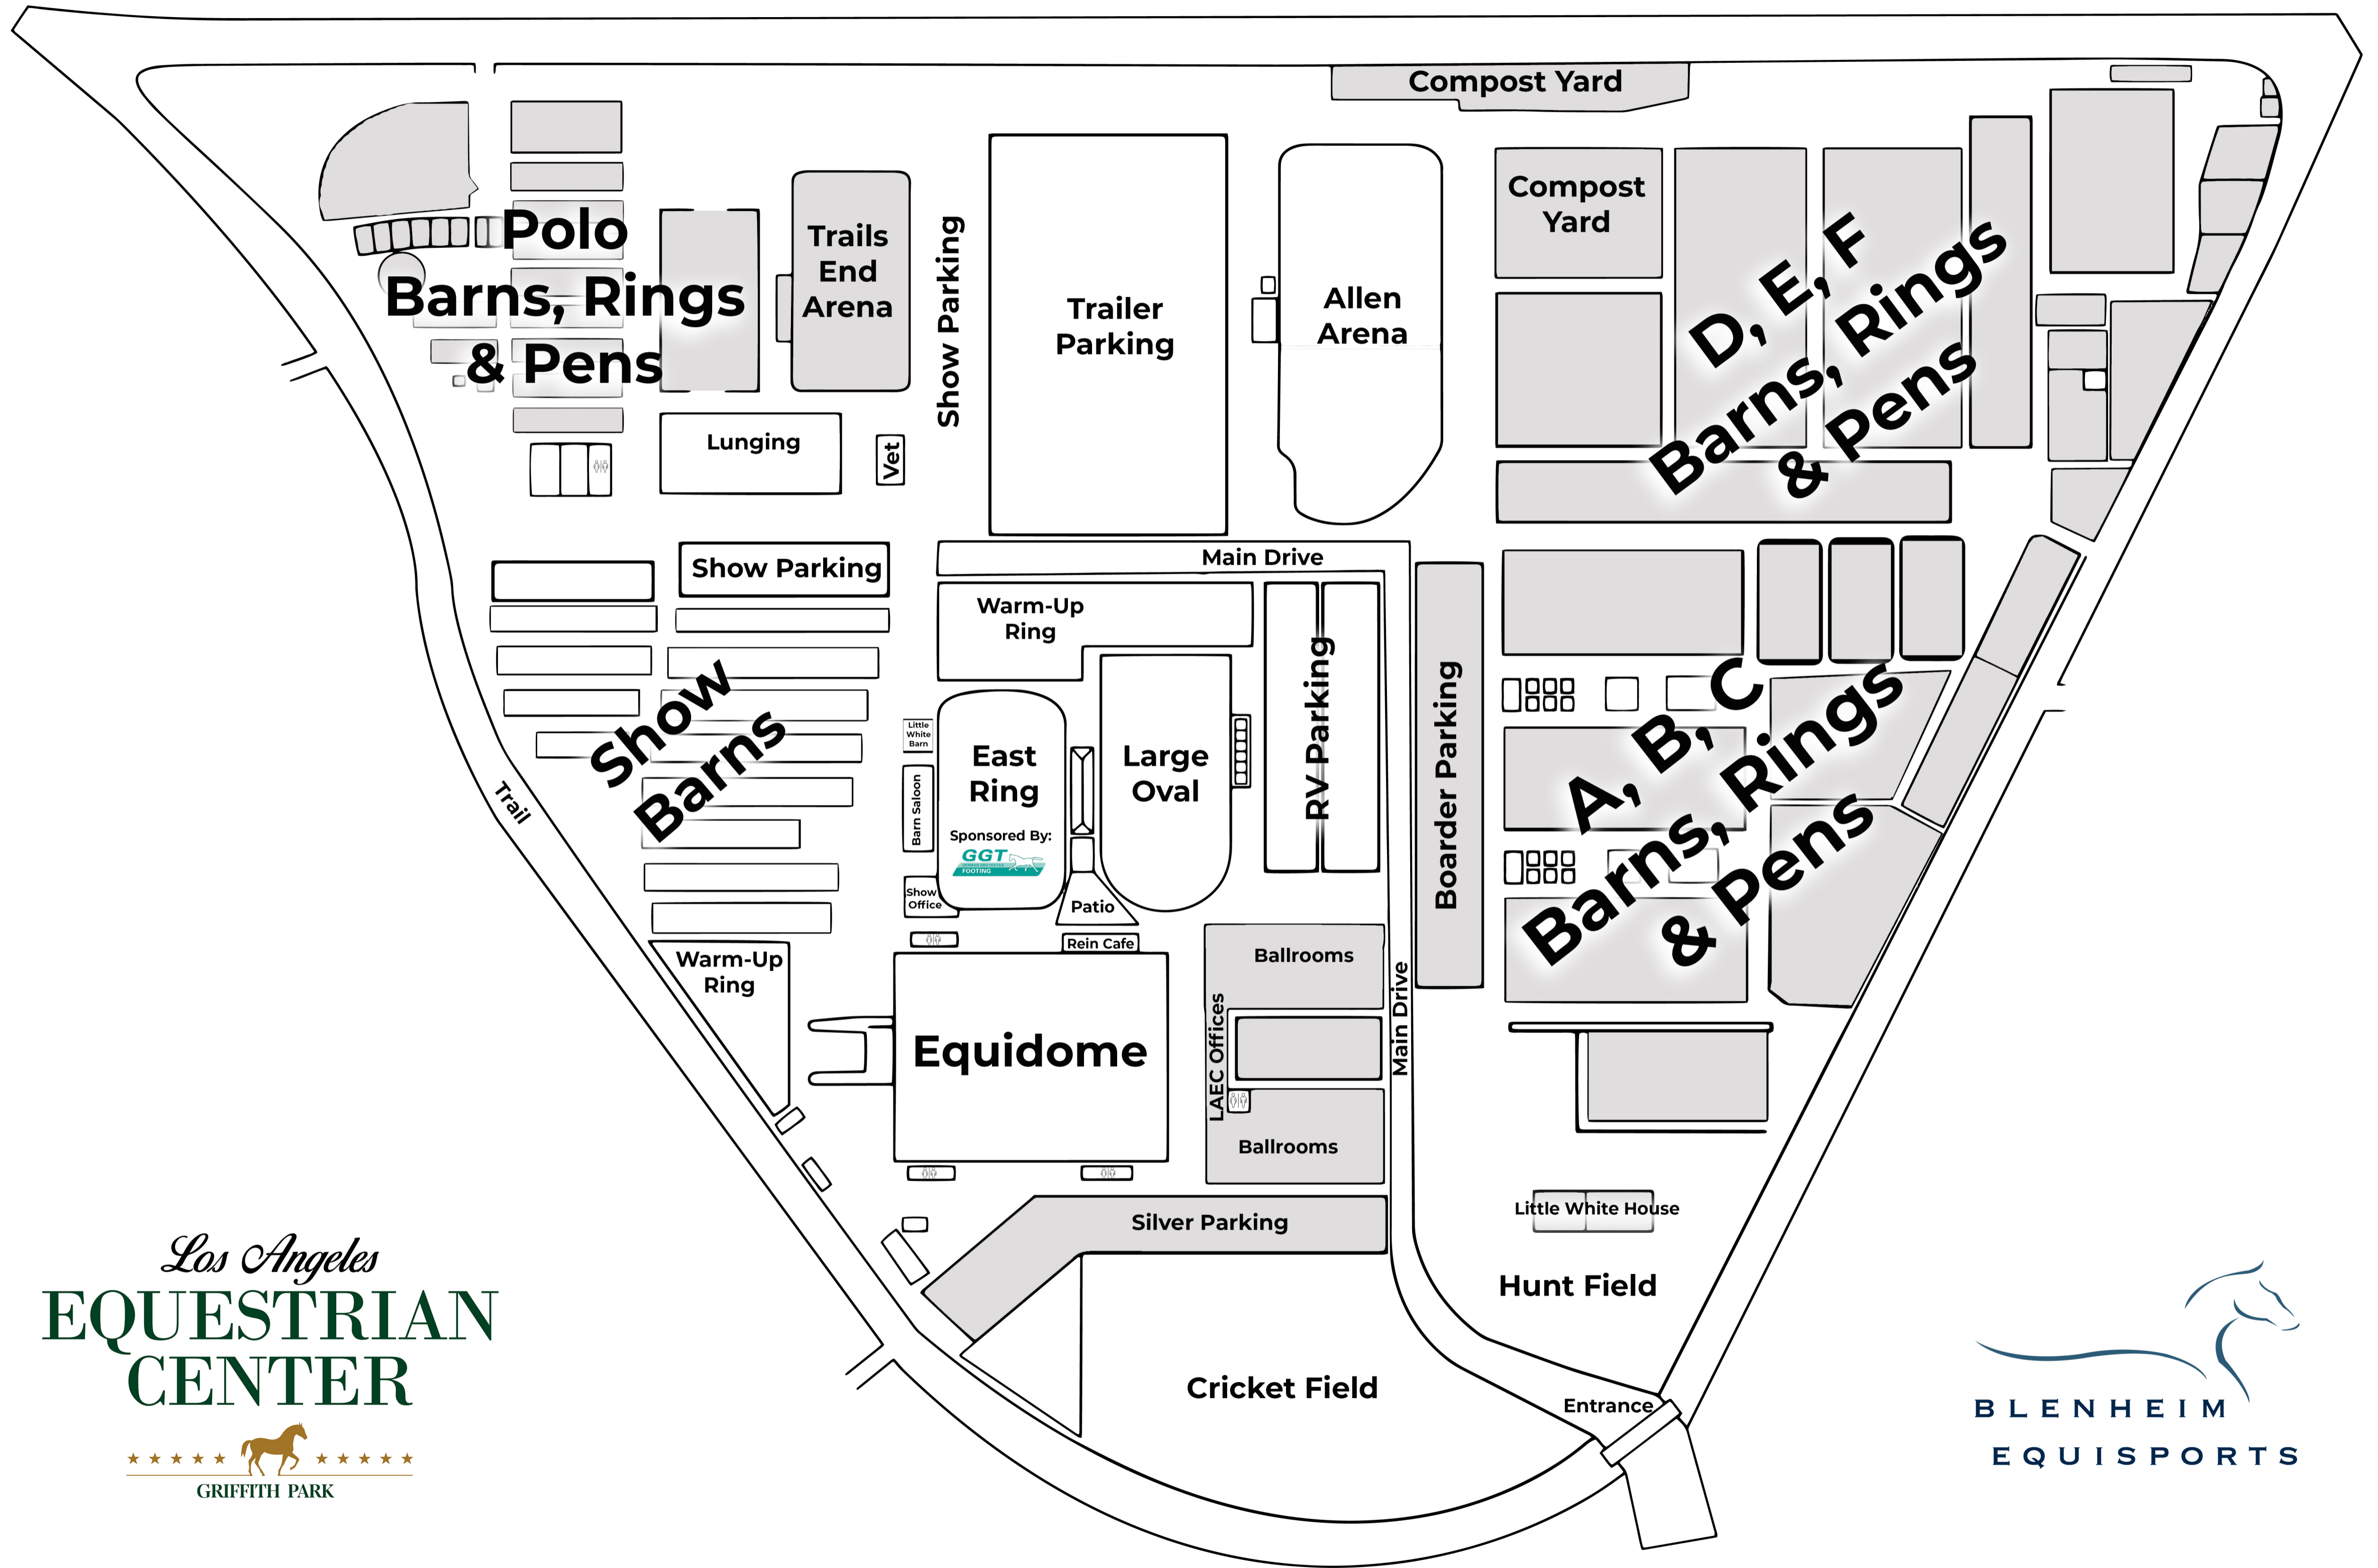 Compost Yard
Compost
Yard
Polo
Barns, Rings
& Pens
Trails
End
Arena
Show Parking
Trailer
Parking
Allen
Arena
D, E, F
Barns, Rings
& Pens
Lunging
Vet
Show Parking
Main Drive
Warm-Up
Ring
RV Parking
Boarder Parking
Show
Barns
Little
White
Barn
Barn Saloon
East
Ring
Sponsored By:
GGT
FOOTING
Large
Oval
A, B, C
Barns, Rings
& Pens
Trail
Show
Office
Patio
Rein Cafe
Warm-Up
Ring
Equidome
Ballrooms
LAEC Offices
Main Drive
Ballrooms
Silver Parking
Little White House
Hunt Field
Cricket Field
Entrance
Los Angeles
EQUESTRIAN
CENTER
GRIFFITH PARK
BLENHEIM
EQUISPORTS